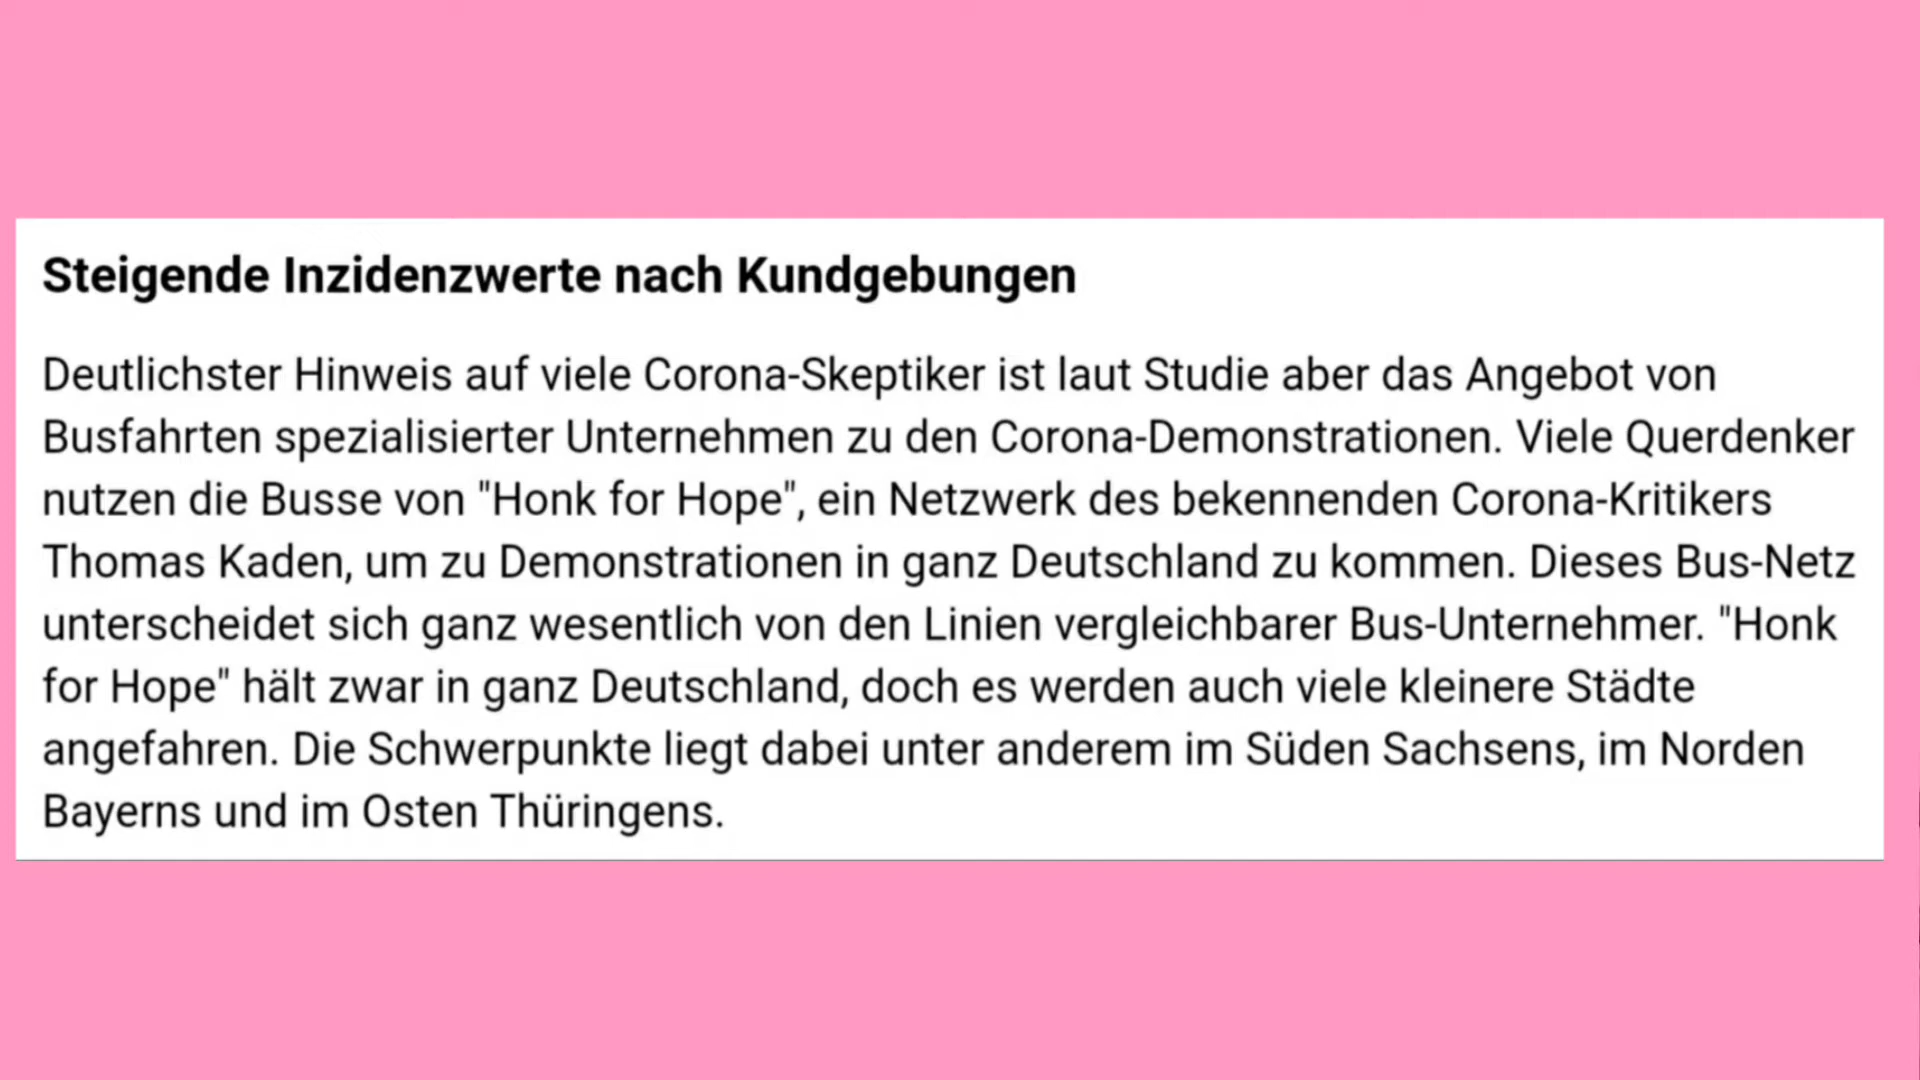 Steigende Inzidenzwerte nach Kundgebungen
Deutlichster Hinweis auf viele Corona-Skeptiker ist laut Studie aber das Angebot von
Busfahrten spezialisierter Unternehmen zu den Corona-Demonstrationen. Viele Querdenker
nutzen die Busse von "Honk for Hope", ein Netzwerk des bekennenden Corona-Kritikers
Thomas Kaden, um zu Demonstrationen in ganz Deutschland zu kommen. Dieses Bus-Netz
unterscheidet sich ganz wesentlich von den Linien vergleichbarer Bus-Unternehmer. "Honk
for Hope" hält zwar in ganz Deutschland, doch es werden auch viele kleinere Städte
angefahren. Die Schwerpunkte liegt dabei unter anderem im Süden Sachsens, im Norden
Bayerns und im Osten Thüringens.